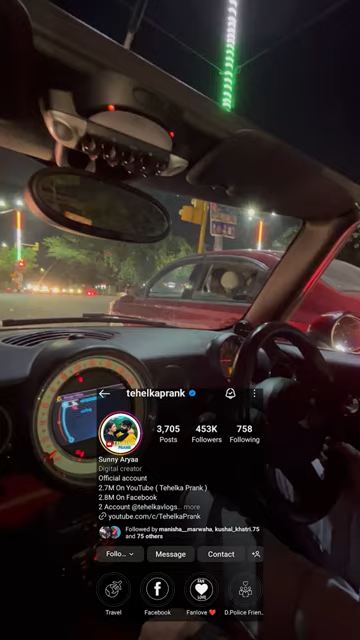 tehelkaprank
3,705 453K 758
Posts Followers Following
Sunny Aryaa
Digital creator
Official account
2.7M On YouTube ( Tehelka Prank )
2.8M On Facebook
2 Account @tehelkavlogs.. more
youtube.com/c/TehelkaPrank
Followed by manisha__marwaha, kushal_khatri.75
and 75 others
Follo... Message Contact
FAN
LOVE
Travel Facebook Fanlove ❤️ D.Police Frien..